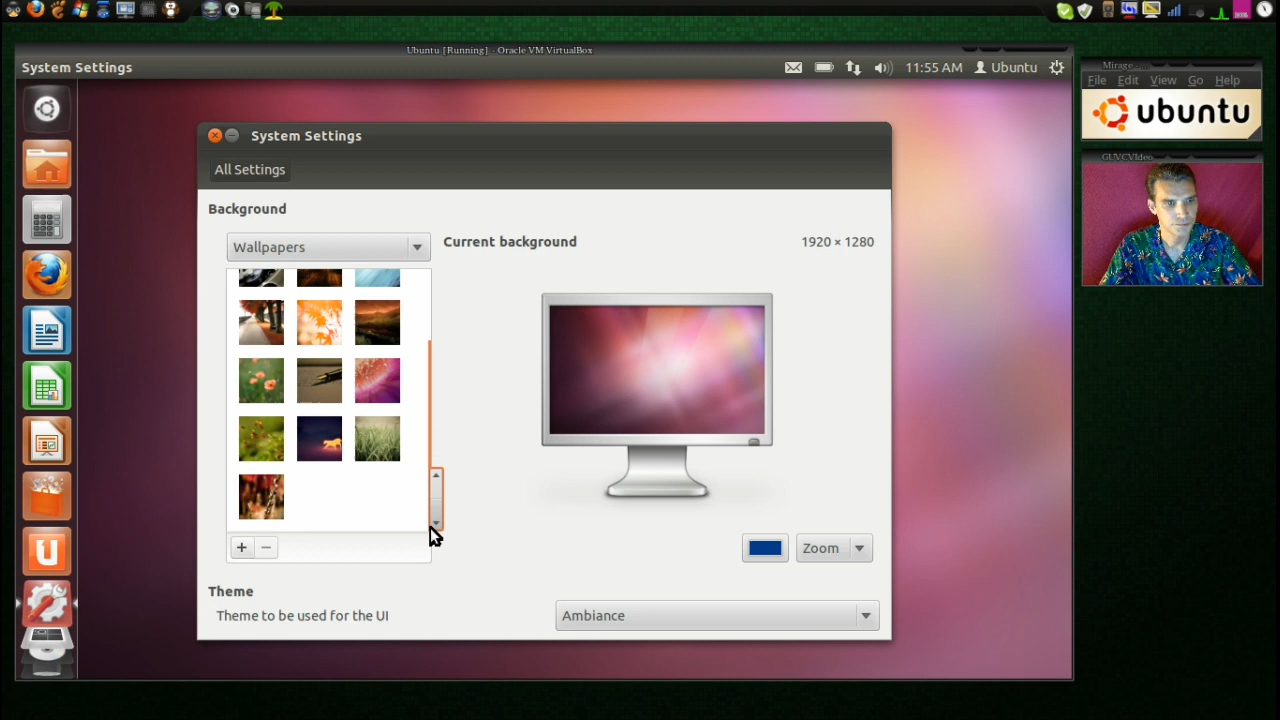 Ubuntu [Running] - Oracle VM VirtualBox
System Settings
11:55 AM Ubuntu
System Settings
All Settings
Background
Wallpapers
Current background
1920 × 1280
+ −
Zoom
Theme
Theme to be used for the UI
Ambiance
Mirage...
File Edit View Go Help
ubuntu
GUVCVideo